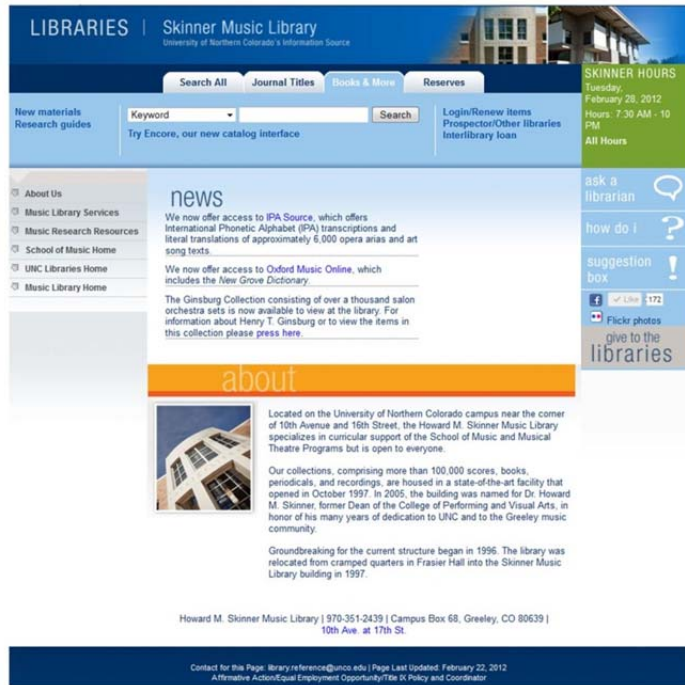 LIBRARIES | Skinner Music Library
University of Northern Colorado's Information Source
Search All Journal Titles Books & More Reserves
SKINNER HOURS
Tuesday,
February 28, 2012
Hours: 7:30 AM - 10
PM
All Hours
New materials
Research guides
Keyword Search
Try Encore, our new catalog interface
Login/Renew items
Prospector/Other libraries
Interlibrary loan
About Us
Music Library Services
Music Research Resources
School of Music Home
UNC Libraries Home
Music Library Home
news
We now offer access to IPA Source, which offers
International Phonetic Alphabet (IPA) transcriptions and
literal translations of approximately 6,000 opera arias and art
song texts.
We now offer access to Oxford Music Online, which
includes the New Grove Dictionary.
The Ginsburg Collection consisting of over a thousand salon
orchestra sets is now available to view at the library. For
information about Henry T. Ginsburg or to view the items in
this collection please press here.
ask a
librarian
how do i ?
suggestion
box !
Like 172
Flickr photos
give to the
libraries
about
Located on the University of Northern Colorado campus near the corner
of 10th Avenue and 16th Street, the Howard M. Skinner Music Library
specializes in curricular support of the School of Music and Musical
Theatre Programs but is open to everyone.
Our collections, comprising more than 100,000 scores, books,
periodicals, and recordings, are housed in a state-of-the-art facility that
opened in October 1997. In 2005, the building was named for Dr. Howard
M. Skinner, former Dean of the College of Performing and Visual Arts, in
honor of his many years of dedication to UNC and to the Greeley music
community.
Groundbreaking for the current structure began in 1996. The library was
relocated from cramped quarters in Frasier Hall into the Skinner Music
Library building in 1997.
Howard M. Skinner Music Library | 970-351-2439 | Campus Box 68, Greeley, CO 80639 |
10th Ave. at 17th St.
Contact for this Page: library.reference@unco.edu | Page Last Updated: February 22, 2012
Affirmative Action/Equal Employment Opportunity/Title IX Policy and Coordinator